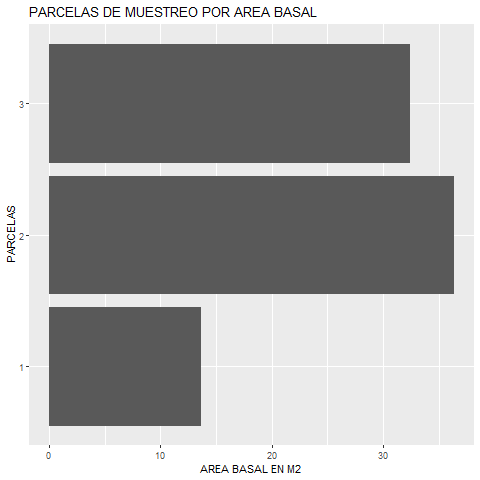 PARCELAS DE MUESTREO POR AREA BASAL
3
2
1
PARCELAS
0 10 20 30
AREA BASAL EN M2